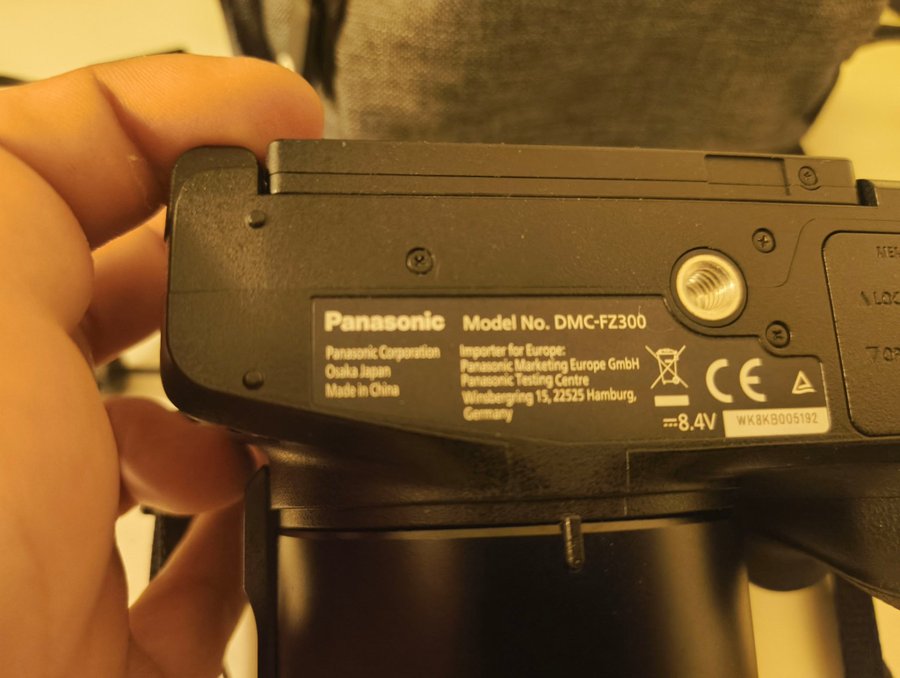 Panasonic
Model No. DMC-FZ300
Panasonic Corporation
Osaka Japan
Made in China
Importer for Europe:
Panasonic Marketing Europe GmbH
Panasonic Testing Centre
Winsbergring 15, 22525 Hamburg,
Germany
CE
8.4V
WK8KB005192